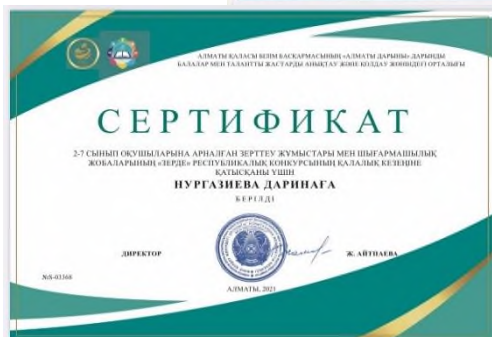 АЛМАТЫ ҚАЛАСЫ БІЛІМ БАСҚАРМАСЫНЫҢ «АЛМАТЫ ДАРЫНЫ» ДАРЫНДЫ
БАЛАЛАР МЕН ТАЛАНТТЫ ЖАСТАРДЫ АНЫҚТАУ ЖӘНЕ ҚОЛДАУ ЖӨНІНДЕГІ ОРТАЛЫҒЫ
СЕРТИФИКАТ
2-7 СЫНЫП ОҚУШЫЛАРЫНА АРНАЛҒАН ЗЕРТТЕУ ЖҰМЫСТАРЫ МЕН ШЫҒАРМАШЫЛЫҚ
ЖОБАЛАРЫНЫҢ «ЗЕРДЕ» РЕСПУБЛИКАЛЫҚ КОНКУРСЫНЫҢ ҚАЛАЛЫҚ КЕЗЕҢІНЕ
ҚАТЫСҚАНЫ ҮШІН
НУРГАЗИЕВА ДАРИНАҒА
БЕРІЛДІ
ДИРЕКТОР
Ж. АЙТПАЕВА
№S-03368
АЛМАТЫ, 2021